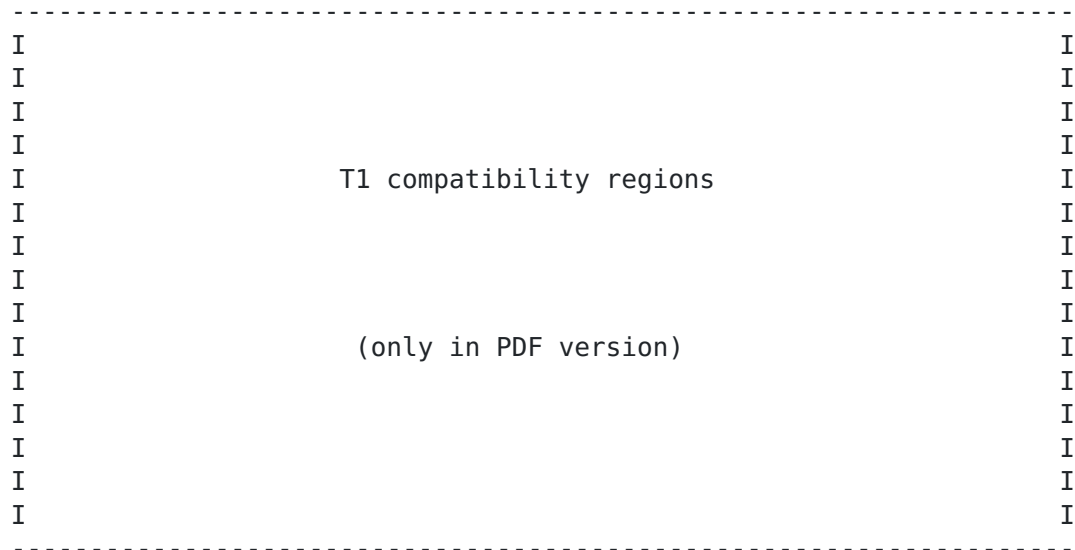 --------------------------------------------------------------------
I                                                                  I
I                                                                  I
I                                                                  I
I                                                                  I
I                    T1 compatibility regions                      I
I                                                                  I
I                                                                  I
I                                                                  I
I                                                                  I
I                     (only in PDF version)                        I
I                                                                  I
I                                                                  I
I                                                                  I
I                                                                  I
I                                                                  I
--------------------------------------------------------------------